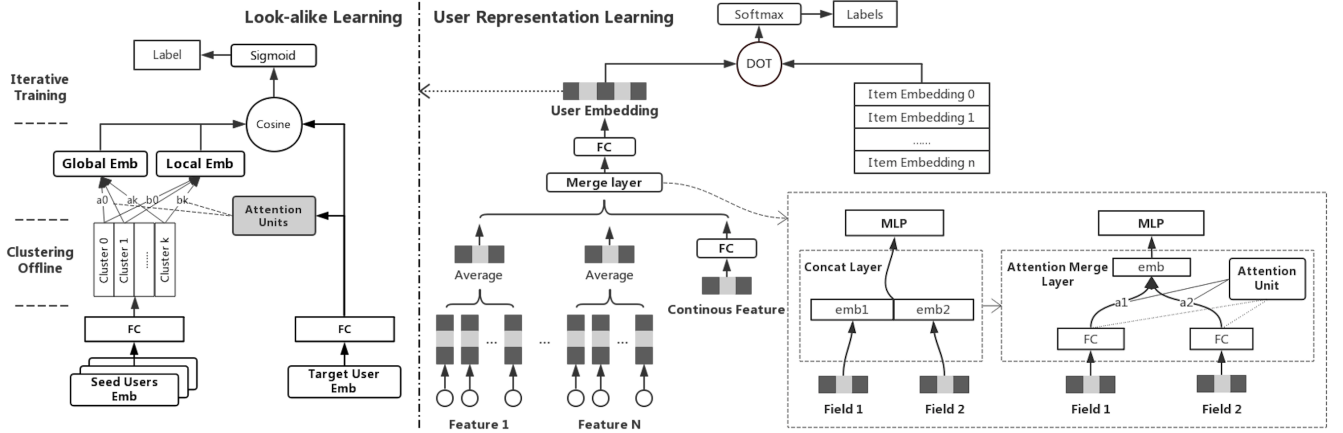 Look-alike Learning
User Representation Learning
Label
Sigmoid
Iterative
Training
Cosine
Global Emb
Local Emb
a0
ak
b0
bk
Attention
Units
Clustering
Offline
Cluster 0
Cluster 1
......
Cluster k
FC
FC
Seed Users
Emb
Target User
Emb
Softmax
Labels
DOT
User Embedding
Item Embedding 0
Item Embedding 1
......
Item Embedding n
FC
Merge layer
FC
Average
Average
Continous Feature
...
...
...
Feature 1
Feature N
MLP
Concat Layer
emb1
emb2
Field 1
Field 2
MLP
Attention Merge
Layer
emb
Attention
Unit
a1
a2
FC
FC
Field 1
Field 2